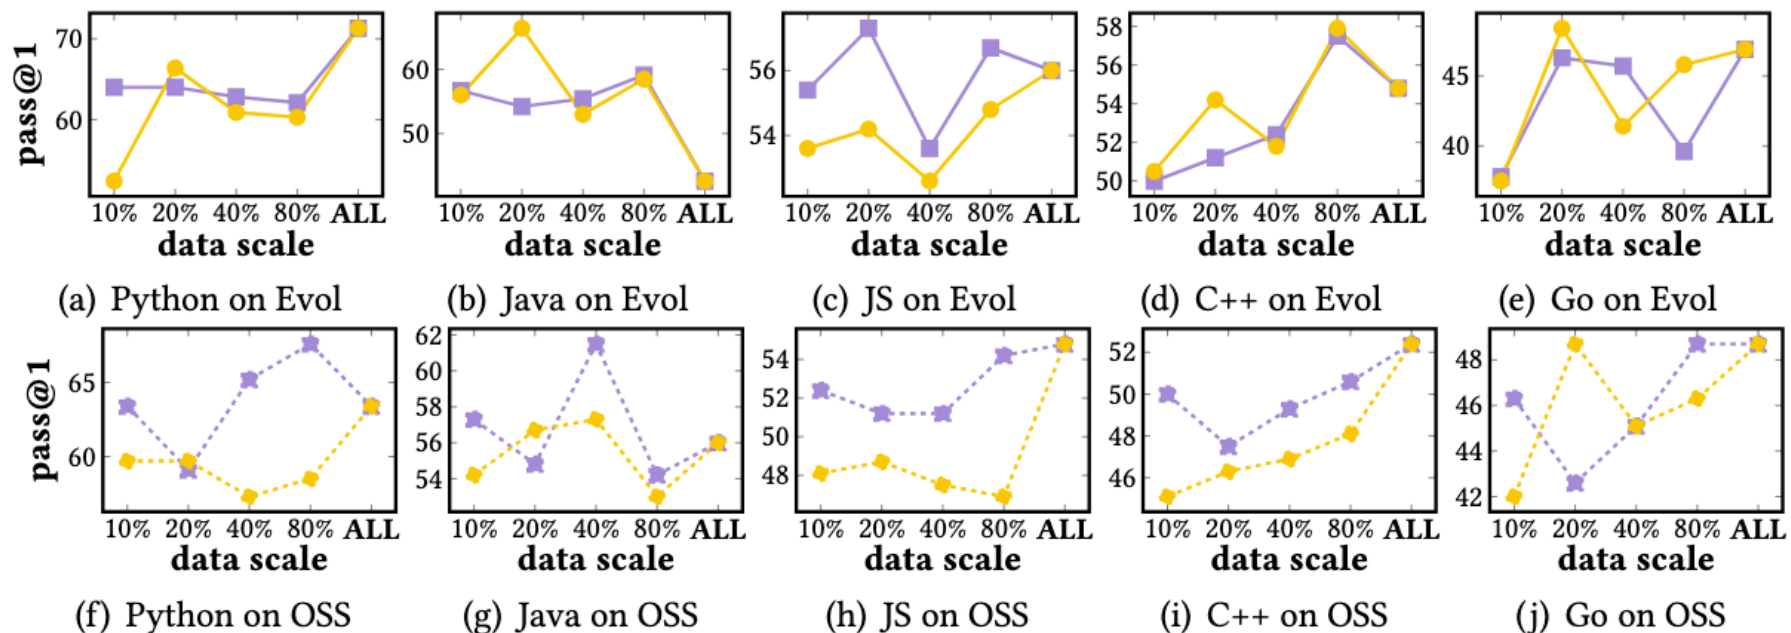 pass@1
70
60
10% 20% 40% 80% ALL
data scale
(a) Python on Evol
60
50
10% 20% 40% 80% ALL
data scale
(b) Java on Evol
56
54
10% 20% 40% 80% ALL
data scale
(c) JS on Evol
58
56
54
52
50
10% 20% 40% 80% ALL
data scale
(d) C++ on Evol
45
40
10% 20% 40% 80% ALL
data scale
(e) Go on Evol
pass@1
65
60
10% 20% 40% 80% ALL
data scale
(f) Python on OSS
62
60
58
56
54
10% 20% 40% 80% ALL
data scale
(g) Java on OSS
54
52
50
48
10% 20% 40% 80% ALL
data scale
(h) JS on OSS
52
50
48
46
10% 20% 40% 80% ALL
data scale
(i) C++ on OSS
48
46
44
42
10% 20% 40% 80% ALL
data scale
(j) Go on OSS